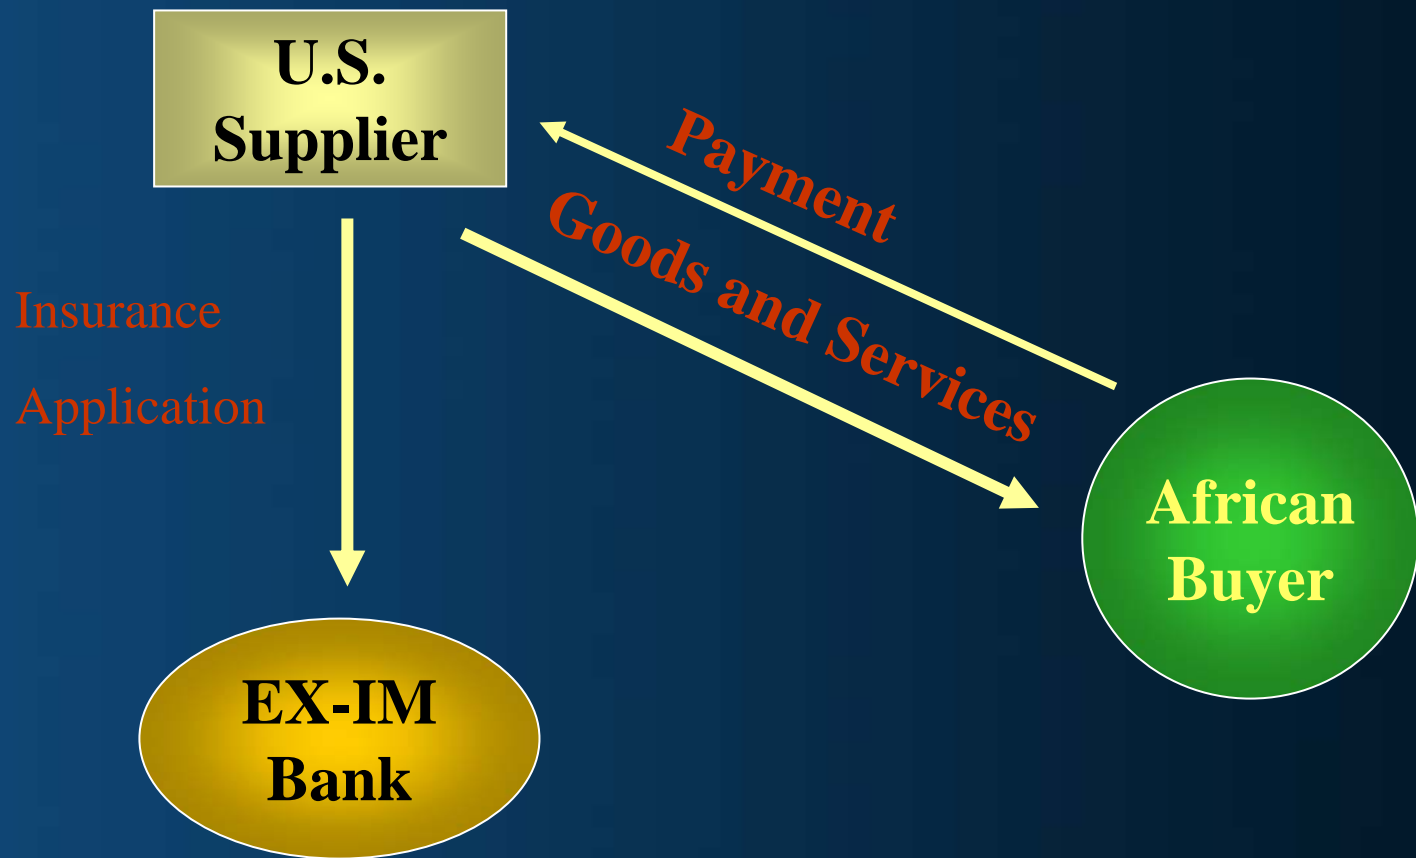 U.S.
Supplier
Payment
Goods and Services
Insurance
Application
African
Buyer
EX-IM
Bank